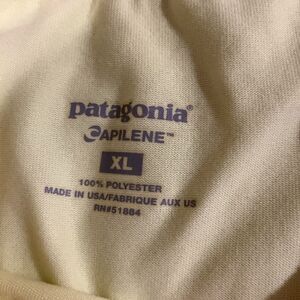 patagonia®
CAPILENE™
XL
100% POLYESTER
MADE IN USA/FABRIQUE AUX US
RN#51884